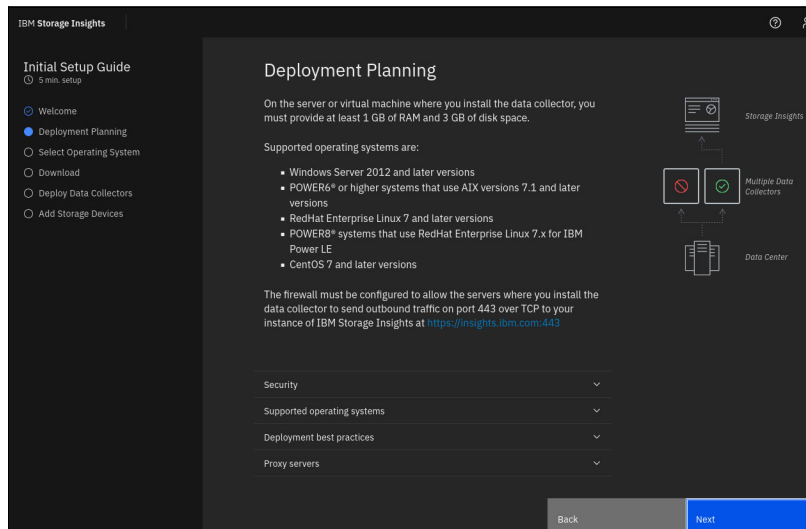 IBM Storage Insights
Initial Setup Guide
5 min. setup
Welcome
Deployment Planning
Select Operating System
Download
Deploy Data Collectors
Add Storage Devices
Deployment Planning
On the server or virtual machine where you install the data collector, you
must provide at least 1 GB of RAM and 3 GB of disk space.
Supported operating systems are:
▪ Windows Server 2012 and later versions
▪ POWER6® or higher systems that use AIX versions 7.1 and later
versions
▪ RedHat Enterprise Linux 7 and later versions
▪ POWER8® systems that use RedHat Enterprise Linux 7.x for IBM
Power LE
▪ CentOS 7 and later versions
The firewall must be configured to allow the servers where you install the
data collector to send outbound traffic on port 443 over TCP to your
instance of IBM Storage Insights at https://insights.ibm.com:443
Security
Supported operating systems
Deployment best practices
Proxy servers
Storage Insights
Multiple Data
Collectors
Data Center
Back
Next